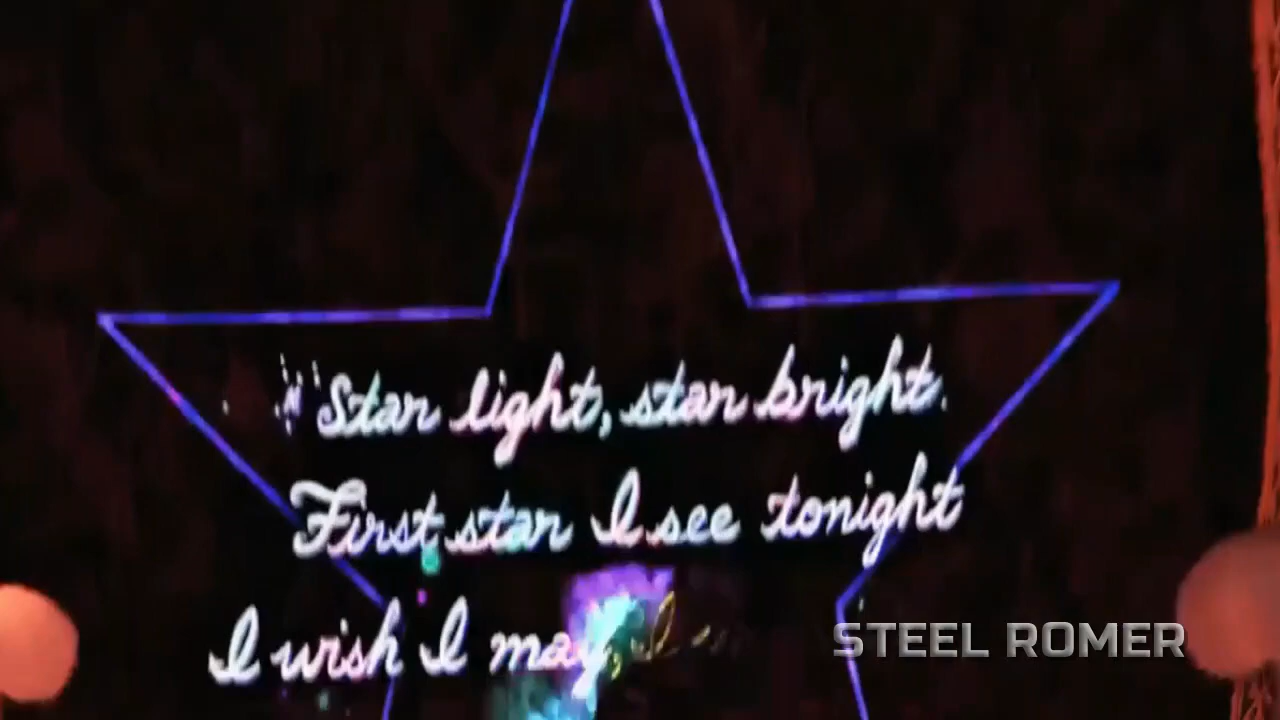 "Star light, star bright.
First star I see tonight
I wish I may, I
STEEL ROMER